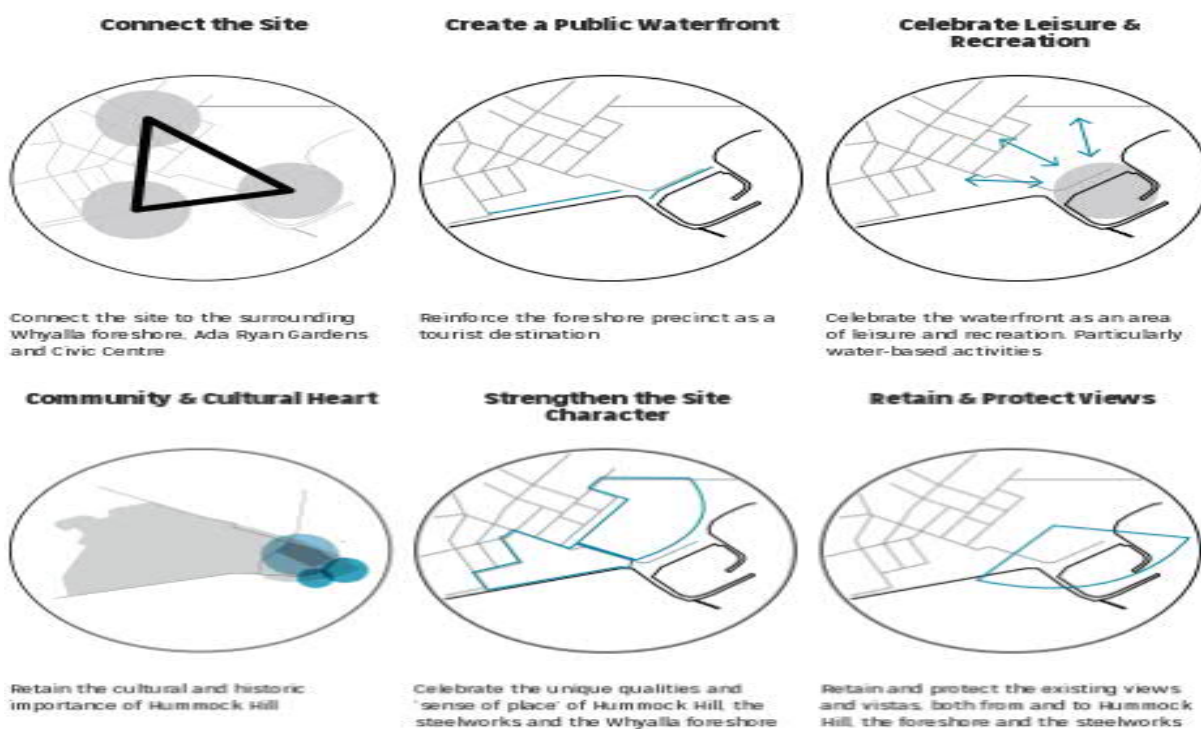 Connect the Site
Connect the site to the surrounding
Whyalla foreshore, Ada Ryan Gardens
and Civic Centre
Create a Public Waterfront
Reinforce the foreshore precinct as a
tourist destination
Celebrate Leisure &
Recreation
Celebrate the waterfront as an area
of leisure and recreation. Particularly
water-based activities
Community & Cultural Heart
Retain the cultural and historic
importance of Hummock Hill
Strengthen the Site
Character
Celebrate the unique qualities and
'sense of place' of Hummock Hill, the
steelworks and the Whyalla foreshore
Retain & Protect Views
Retain and protect the existing views
and vistas, both from and to Hummock
Hill, the foreshore and the steelworks